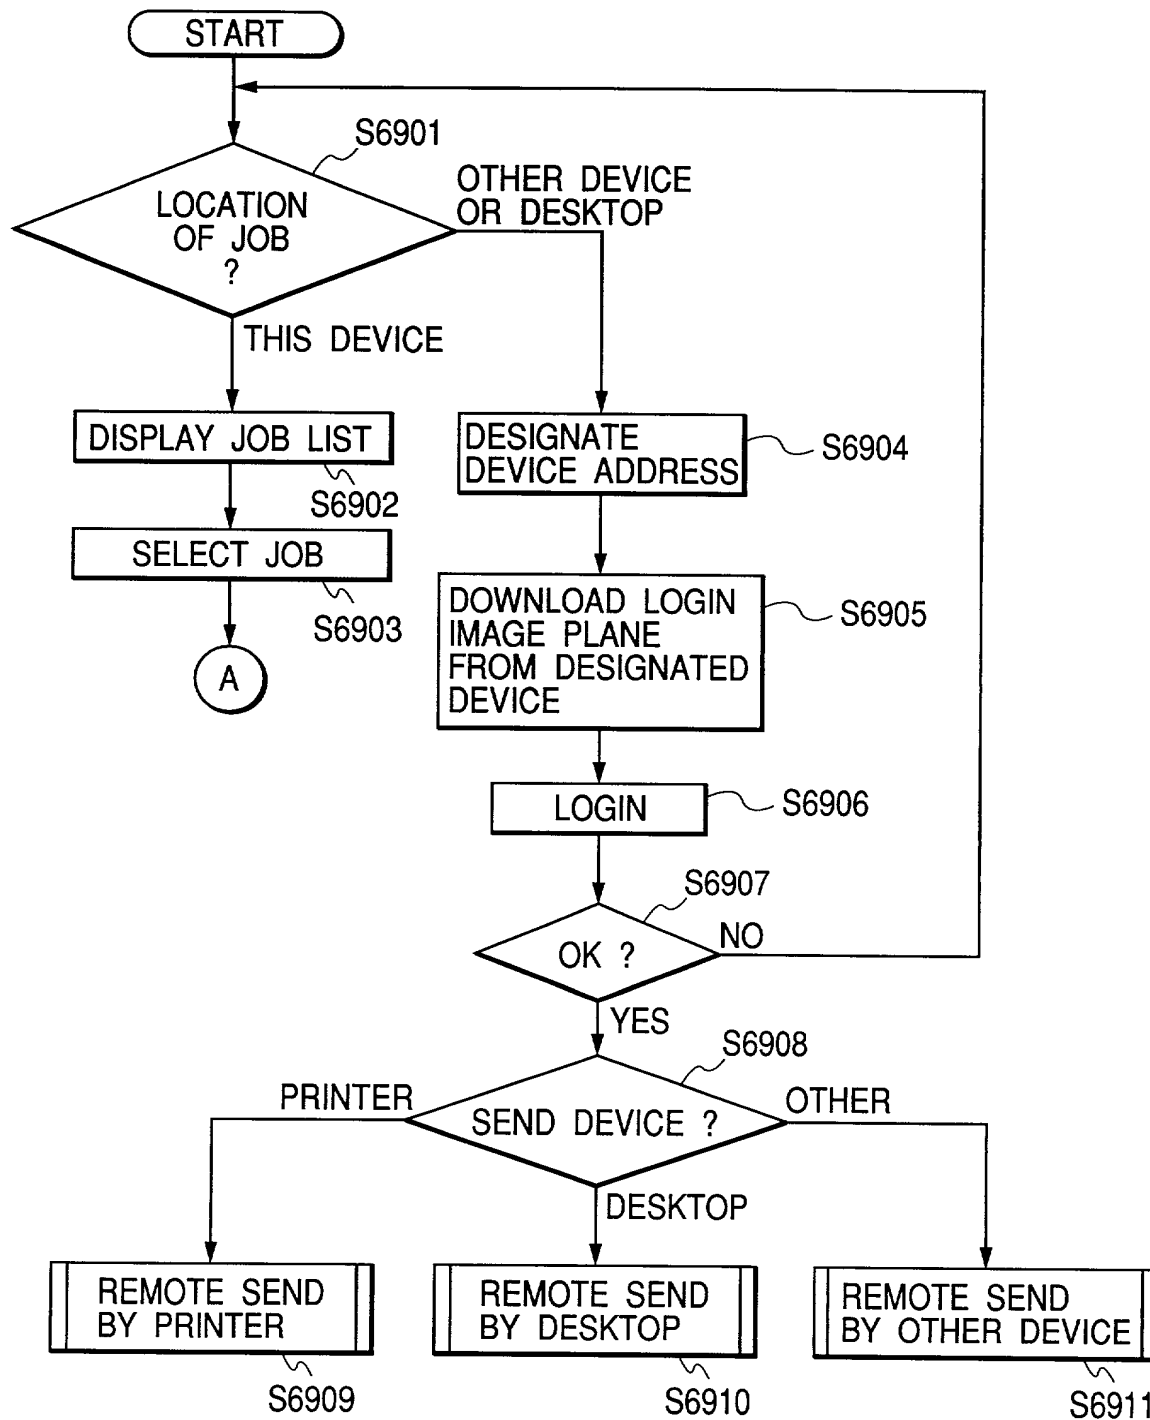 START
S6901
LOCATION
OF JOB
?
OTHER DEVICE
OR DESKTOP
THIS DEVICE
DISPLAY JOB LIST
S6902
SELECT JOB
S6903
A
DESIGNATE
DEVICE ADDRESS
S6904
DOWNLOAD LOGIN
IMAGE PLANE
FROM DESIGNATED
DEVICE
S6905
LOGIN
S6906
S6907
OK ?
NO
YES
S6908
SEND DEVICE ?
PRINTER
OTHER
DESKTOP
REMOTE SEND
BY PRINTER
S6909
REMOTE SEND
BY DESKTOP
S6910
REMOTE SEND
BY OTHER DEVICE
S6911